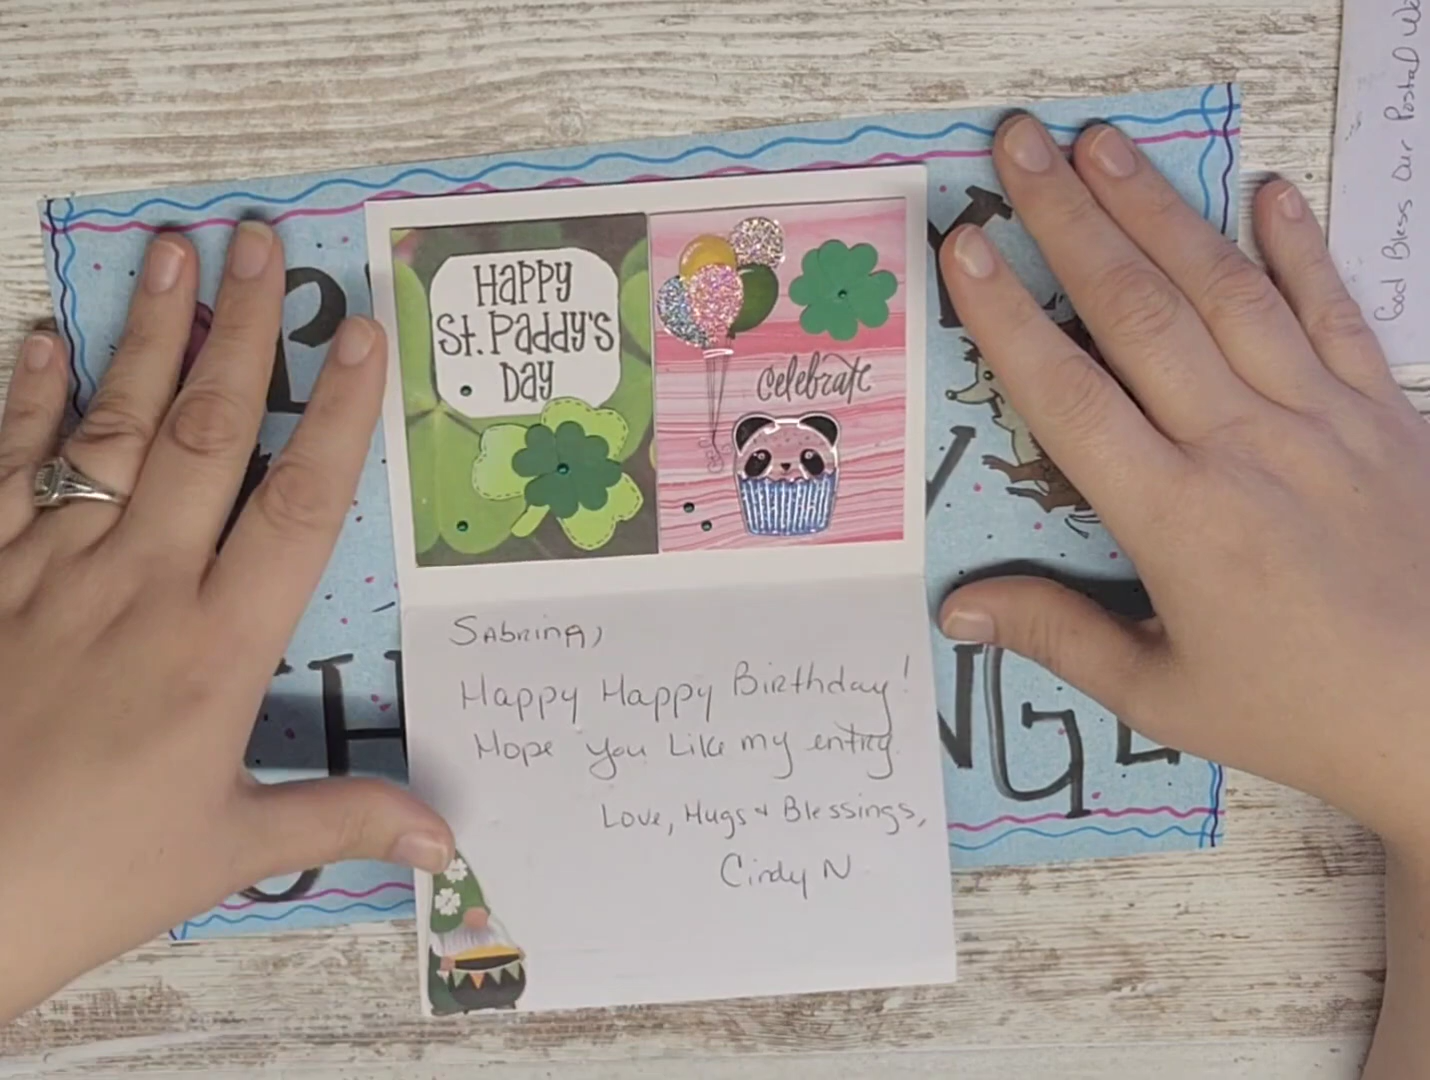 Good Bless Our Postal
Happy
St. Paddy's
Day
celebrate
Sabrina,
Happy Happy Birthday!
Hope you Like my entry.
Love, Hugs + Blessings,
Cindy N